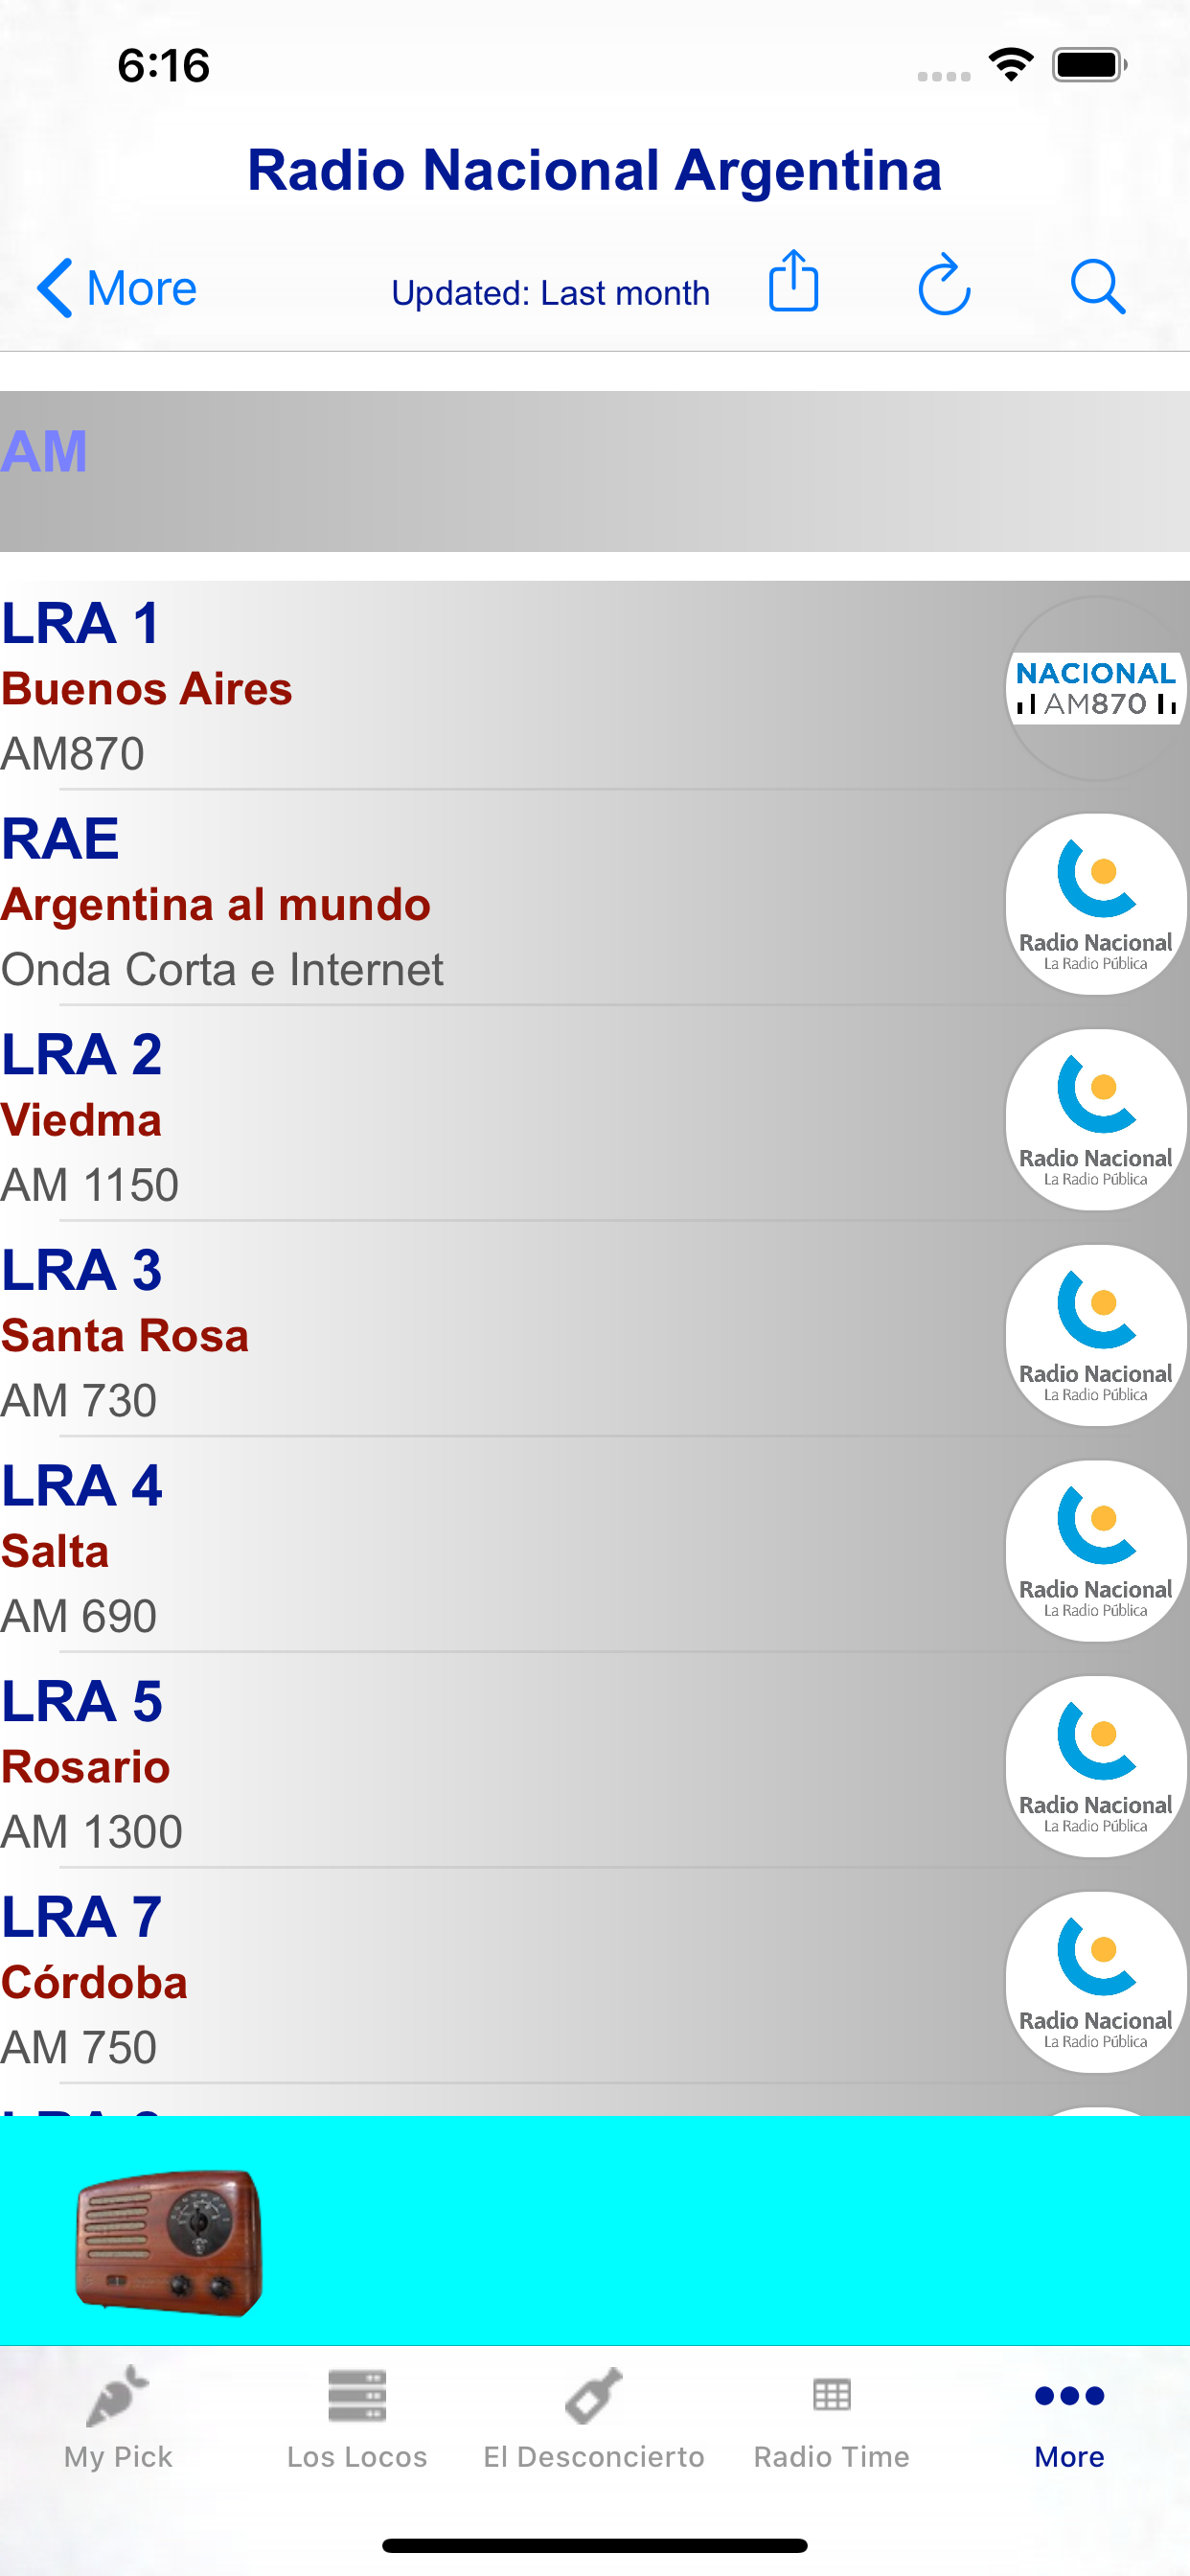 6:16
Radio Nacional Argentina
More
Updated: Last month
AM
LRA 1
Buenos Aires
AM870
NACIONAL
AM870
RAE
Argentina al mundo
Onda Corta e Internet
Radio Nacional
La Radio Pública
LRA 2
Viedma
AM 1150
Radio Nacional
La Radio Pública
LRA 3
Santa Rosa
AM 730
Radio Nacional
La Radio Pública
LRA 4
Salta
AM 690
Radio Nacional
La Radio Pública
LRA 5
Rosario
AM 1300
Radio Nacional
La Radio Pública
LRA 7
Córdoba
AM 750
Radio Nacional
La Radio Pública
My Pick
Los Locos
El Desconcierto
Radio Time
More